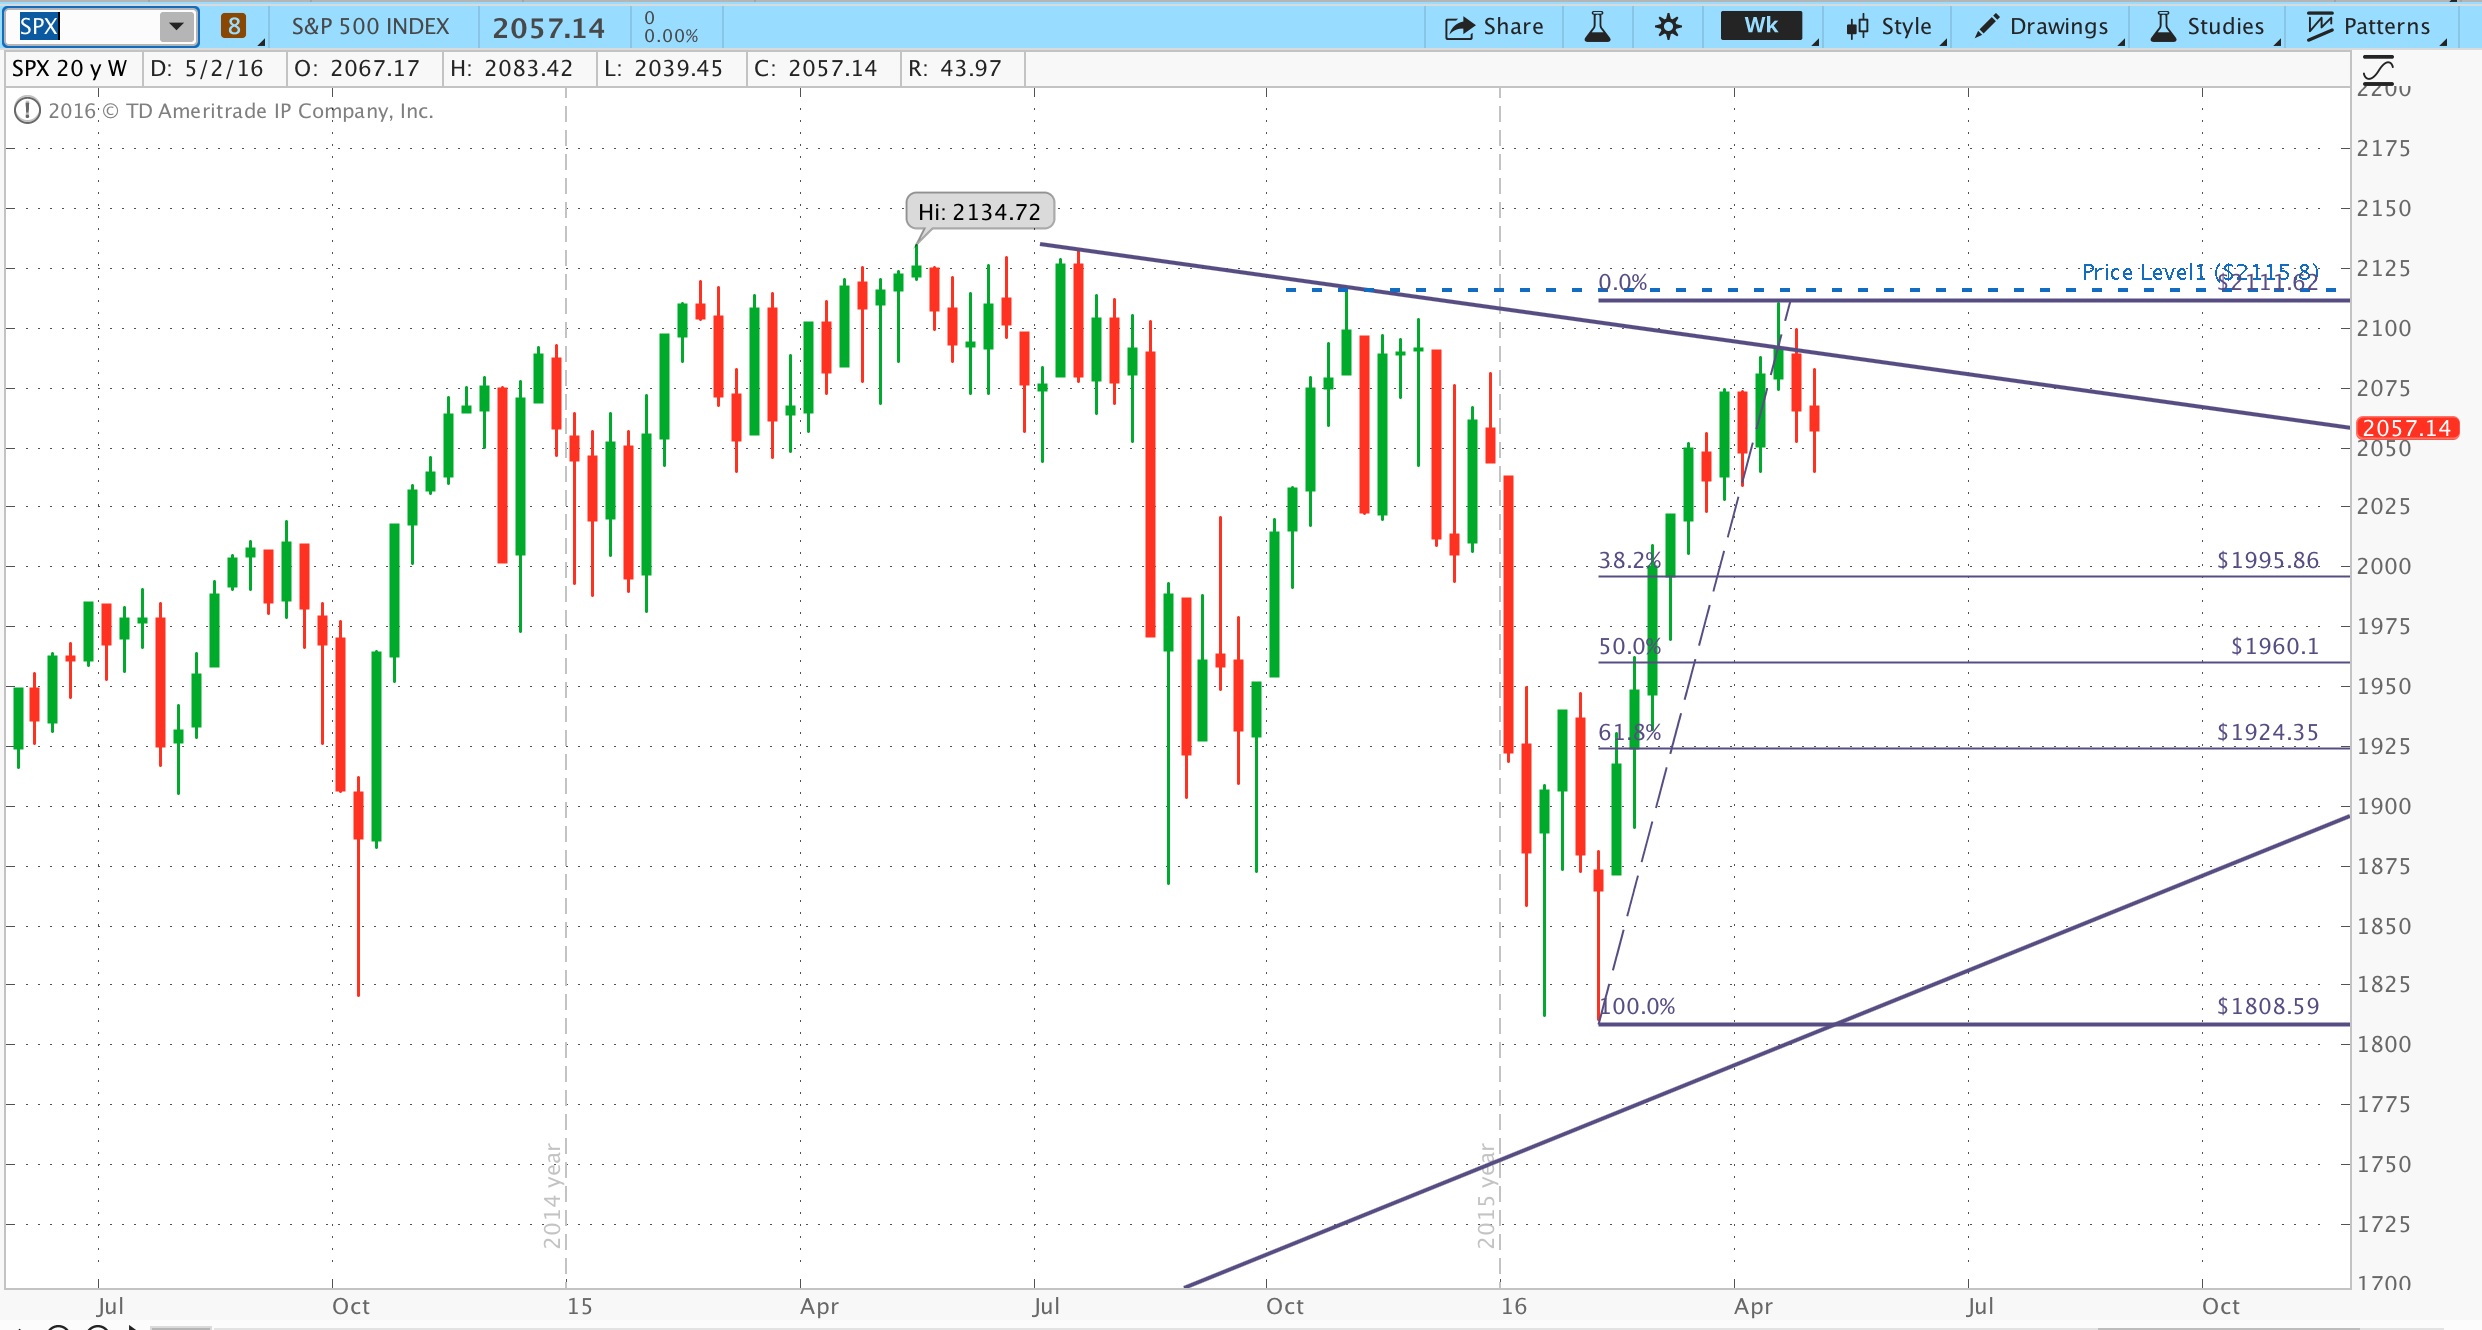 SPX
8
S&P 500 INDEX
2057.14
0
0.00%
Share
Wk
Style
Drawings
Studies
Patterns
SPX 20 y W
D: 5/2/16
O: 2067.17
H: 2083.42
L: 2039.45
C: 2057.14
R: 43.97
2016 © TD Ameritrade IP Company, Inc.
2200
2175
2150
Hi: 2134.72
2125
Price Level1 ($2115.8)
0.0%
$2111.62
2100
2075
2057.14
2050
2025
2000
38.2%
$1995.86
1975
50.0%
$1960.1
1950
61.8%
$1924.35
1925
1900
1875
1850
1825
100.0%
$1808.59
1800
1775
1750
1725
1700
2014 year
2015 year
Jul
Oct
15
Apr
Jul
Oct
16
Apr
Jul
Oct